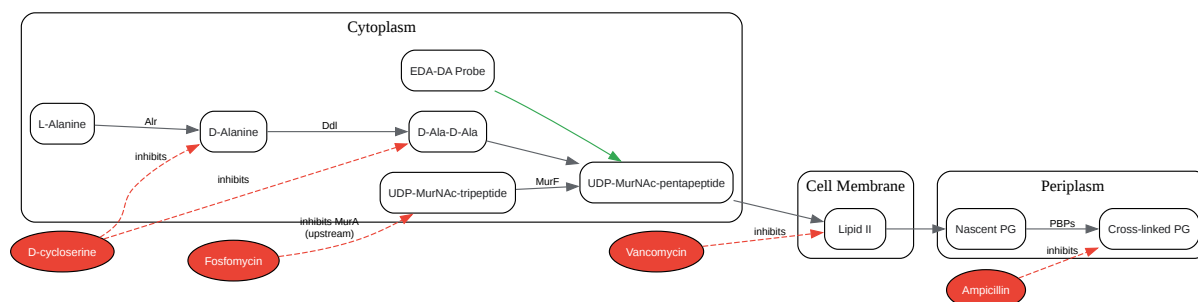 Cytoplasm
EDA-DA Probe
L-Alanine
Alr
D-Alanine
Ddl
D-Ala-D-Ala
inhibits
inhibits
UDP-MurNAc-tripeptide
MurF
UDP-MurNAc-pentapeptide
Cell Membrane
Lipid II
Periplasm
Nascent PG
PBPs
Cross-linked PG
D-cycloserine
inhibits MurA
(upstream)
Fosfomycin
Vancomycin
inhibits
inhibits
Ampicillin